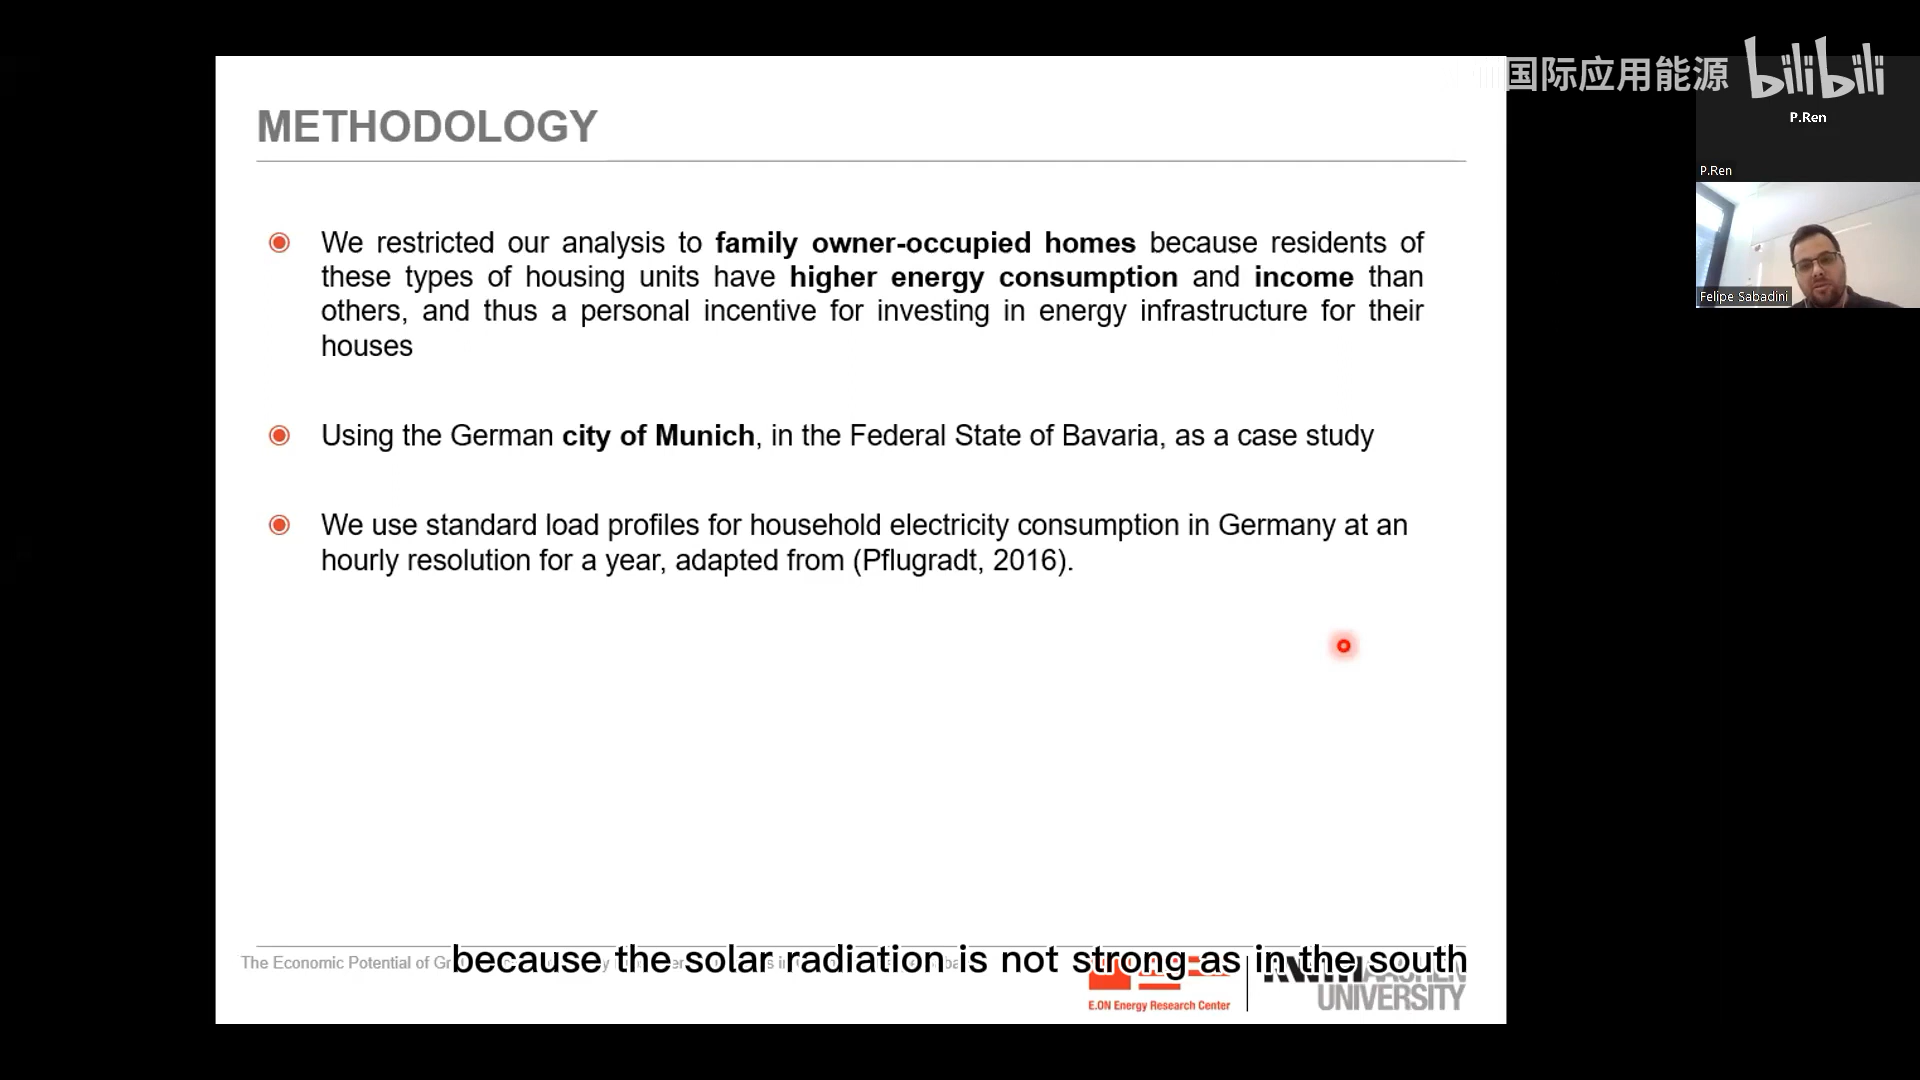 国际应用能源 bilibili
P.Ren
P.Ren
Felipe Sabadini
METHODOLOGY
We restricted our analysis to family owner-occupied homes because residents of
these types of housing units have higher energy consumption and income than
others, and thus a personal incentive for investing in energy infrastructure for their
houses
Using the German city of Munich, in the Federal State of Bavaria, as a case study
We use standard load profiles for household electricity consumption in Germany at an
hourly resolution for a year, adapted from (Pflugradt, 2016).
The Economic Potential of
because the solar radiation is not strong as in the south
E.ON Energy Research Center
UNIVERSITY